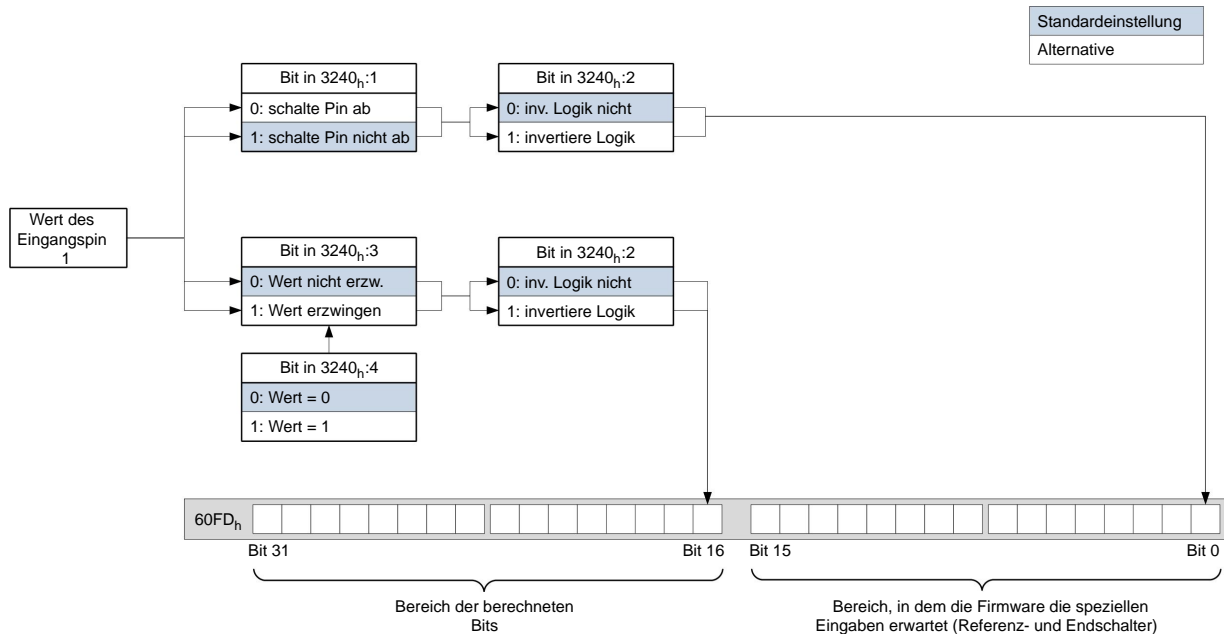 Standardeinstellung
Alternative
Bit in 3240h:1
0: schalte Pin ab
1: schalte Pin nicht ab
Bit in 3240h:2
0: inv. Logik nicht
1: invertiere Logik
Wert des
Eingangspin
1
Bit in 3240h:3
0: Wert nicht erzw.
1: Wert erzwingen
Bit in 3240h:2
0: inv. Logik nicht
1: invertiere Logik
Bit in 3240h:4
0: Wert = 0
1: Wert = 1
60FDh
Bit 31
Bit 16
Bit 15
Bit 0
Bereich der berechneten
Bits
Bereich, in dem die Firmware die speziellen
Eingaben erwartet (Referenz- und Endschalter)